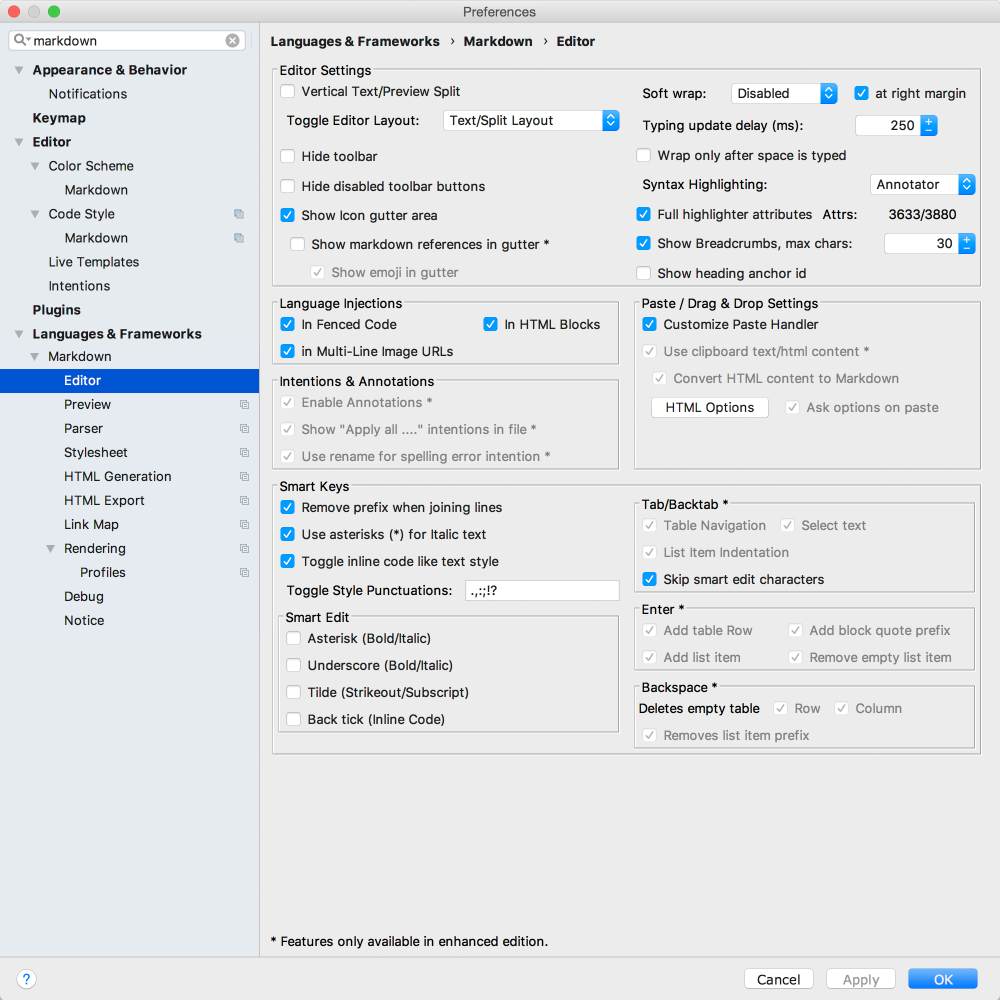 Preferences
markdown
Appearance & Behavior
Notifications
Keymap
Editor
Color Scheme
Markdown
Code Style
Markdown
Live Templates
Intentions
Plugins
Languages & Frameworks
Markdown
Editor
Preview
Parser
Stylesheet
HTML Generation
HTML Export
Link Map
Rendering
Profiles
Debug
Notice
Languages & Frameworks › Markdown › Editor
Editor Settings
Vertical Text/Preview Split
Toggle Editor Layout: Text/Split Layout
Hide toolbar
Hide disabled toolbar buttons
Show Icon gutter area
Show markdown references in gutter *
Show emoji in gutter
Soft wrap: Disabled at right margin
Typing update delay (ms): 250
Wrap only after space is typed
Syntax Highlighting: Annotator
Full highlighter attributes Attrs: 3633/3880
Show Breadcrumbs, max chars: 30
Show heading anchor id
Language Injections
In Fenced Code In HTML Blocks
in Multi-Line Image URLs
Intentions & Annotations
Enable Annotations *
Show "Apply all ...." intentions in file *
Use rename for spelling error intention *
Paste / Drag & Drop Settings
Customize Paste Handler
Use clipboard text/html content *
Convert HTML content to Markdown
HTML Options Ask options on paste
Smart Keys
Remove prefix when joining lines
Use asterisks (*) for Italic text
Toggle inline code like text style
Toggle Style Punctuations: .,:;!?
Smart Edit
Asterisk (Bold/Italic)
Underscore (Bold/Italic)
Tilde (Strikeout/Subscript)
Back tick (Inline Code)
Tab/Backtab *
Table Navigation Select text
List Item Indentation
Skip smart edit characters
Enter *
Add table Row Add block quote prefix
Add list item Remove empty list item
Backspace *
Deletes empty table Row Column
Removes list item prefix
* Features only available in enhanced edition.
? Cancel Apply OK